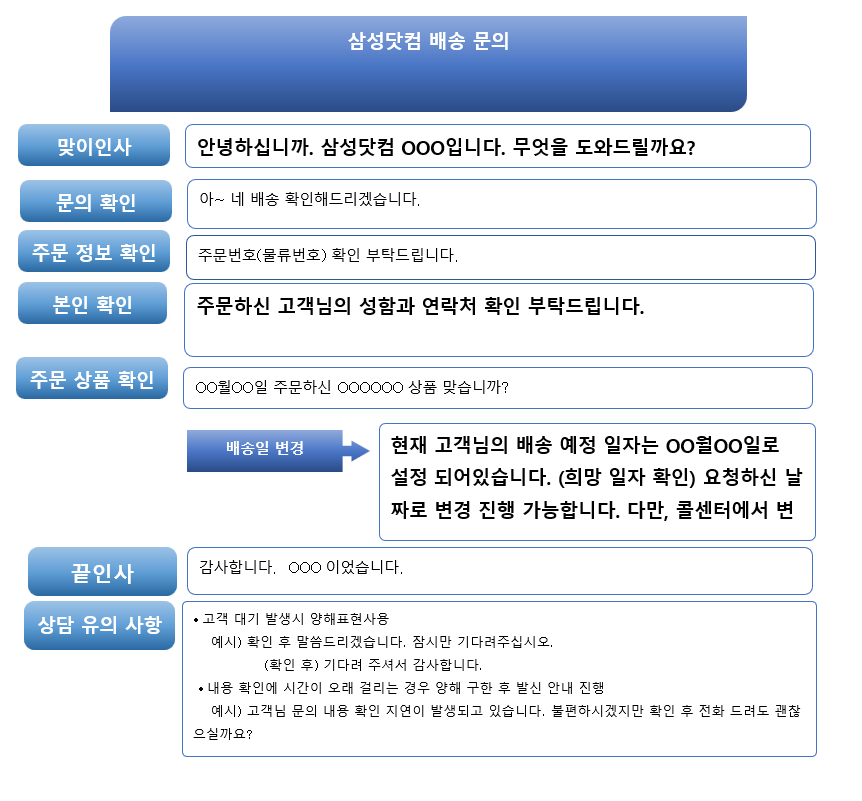 삼성닷컴 배송 문의
맞이인사
안녕하십니까. 삼성닷컴 OOO입니다. 무엇을 도와드릴까요?
문의 확인
아~ 네 배송 확인해드리겠습니다.
주문 정보 확인
주문번호(물류번호) 확인 부탁드립니다.
본인 확인
주문하신 고객님의 성함과 연락처 확인 부탁드립니다.
주문 상품 확인
○○월○○일 주문하신 ○○○○○○ 상품 맞습니까?
배송일 변경
현재 고객님의 배송 예정 일자는 OO월OO일로
설정 되어있습니다. (희망 일자 확인) 요청하신 날
짜로 변경 진행 가능합니다. 다만, 콜센터에서 변
끝인사
감사합니다. ○○○ 이었습니다.
상담 유의 사항
• 고객 대기 발생시 양해표현사용
예시) 확인 후 말씀드리겠습니다. 잠시만 기다려주십시오.
(확인 후) 기다려 주셔서 감사합니다.
• 내용 확인에 시간이 오래 걸리는 경우 양해 구한 후 발신 안내 진행
예시) 고객님 문의 내용 확인 지연이 발생되고 있습니다. 불편하시겠지만 확인 후 전화 드려도 괜찮
으실까요?